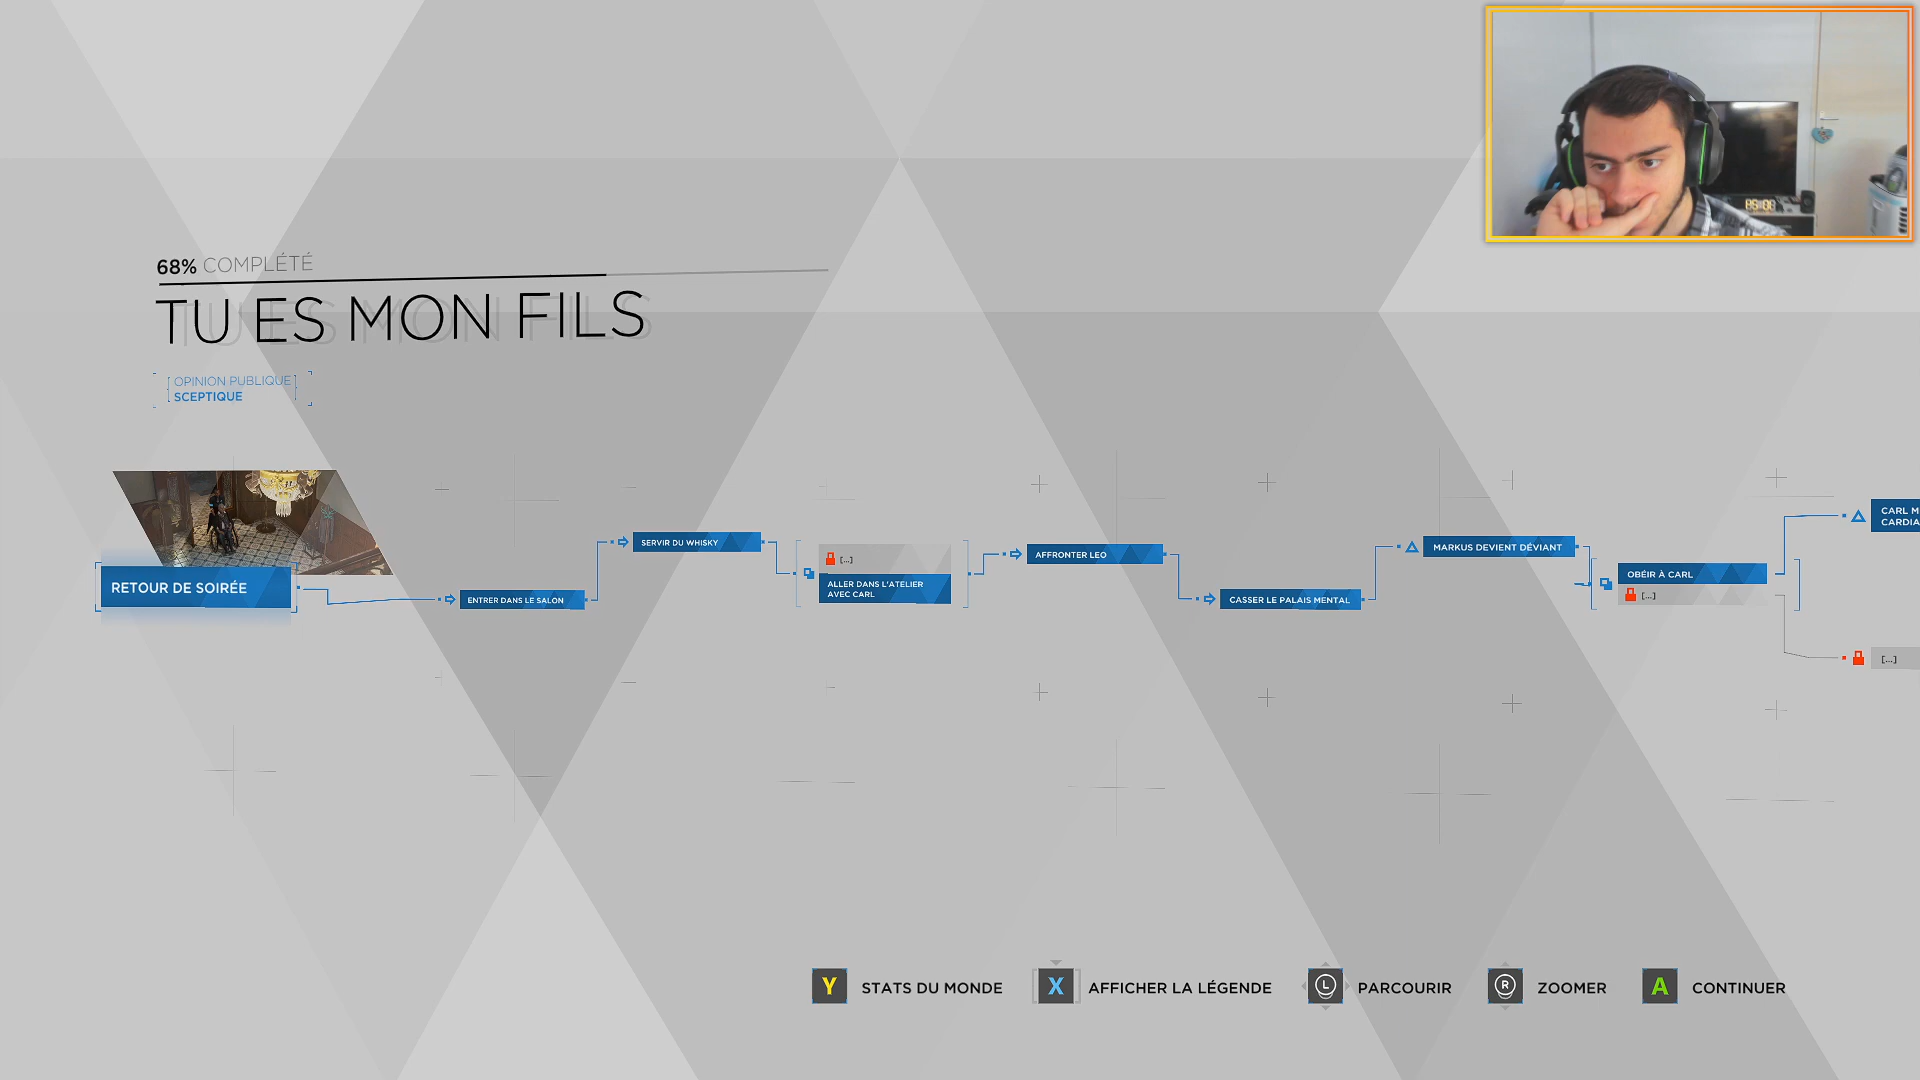 68% COMPLÉTÉ
TU ES MON FILS
OPINION PUBLIQUE
SCEPTIQUE
RETOUR DE SOIRÉE
ENTRER DANS LE SALON
SERVIR DU WHISKY
[...]
ALLER DANS L'ATELIER
AVEC CARL
AFFRONTER LEO
CASSER LE PALAIS MENTAL
MARKUS DEVIENT DÉVIANT
OBÉIR À CARL
[...]
CARL M
CARDIA
[...]
Y STATS DU MONDE X AFFICHER LA LÉGENDE L PARCOURIR R ZOOMER A CONTINUER